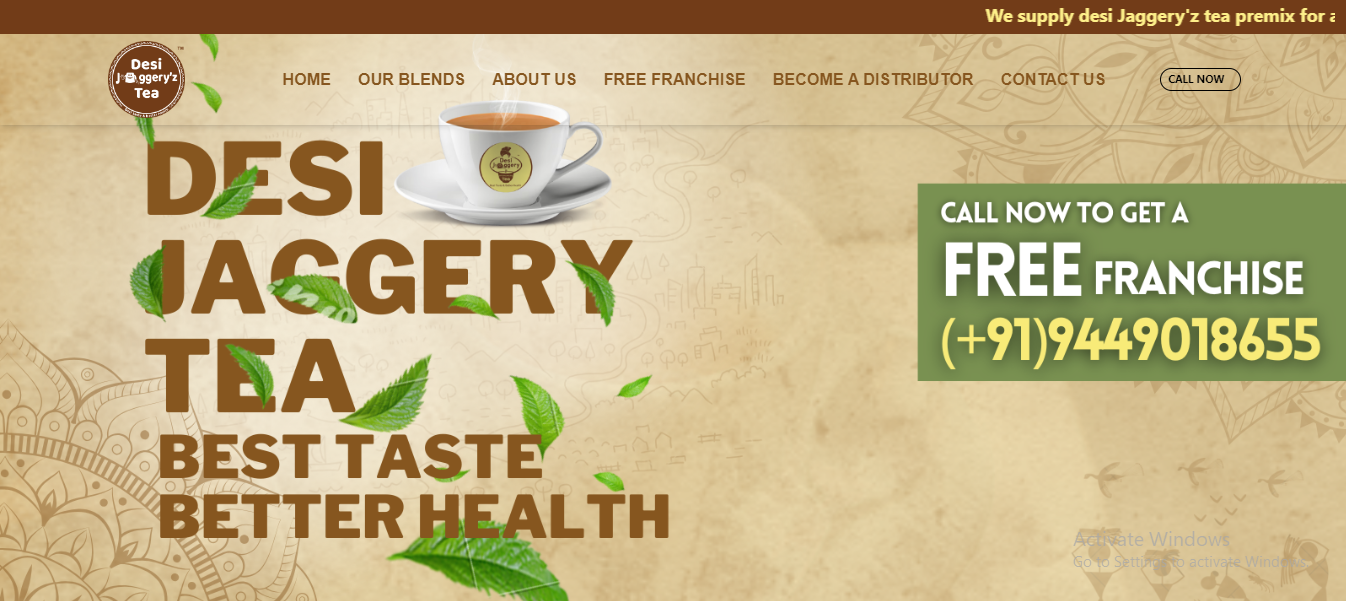 We supply desi Jaggery'z tea premix for a
Desi
Jaggery'z
Tea
TM
HOME OUR BLENDS ABOUT US FREE FRANCHISE BECOME A DISTRIBUTOR CONTACT US CALL NOW
Desi
Jaggery
DESI
JAGGERY
TEA
BEST TASTE
BETTER HEALTH
CALL NOW TO GET A
FREE FRANCHISE
(+91)9449018655
Activate Windows
Go to Settings to activate Windows.